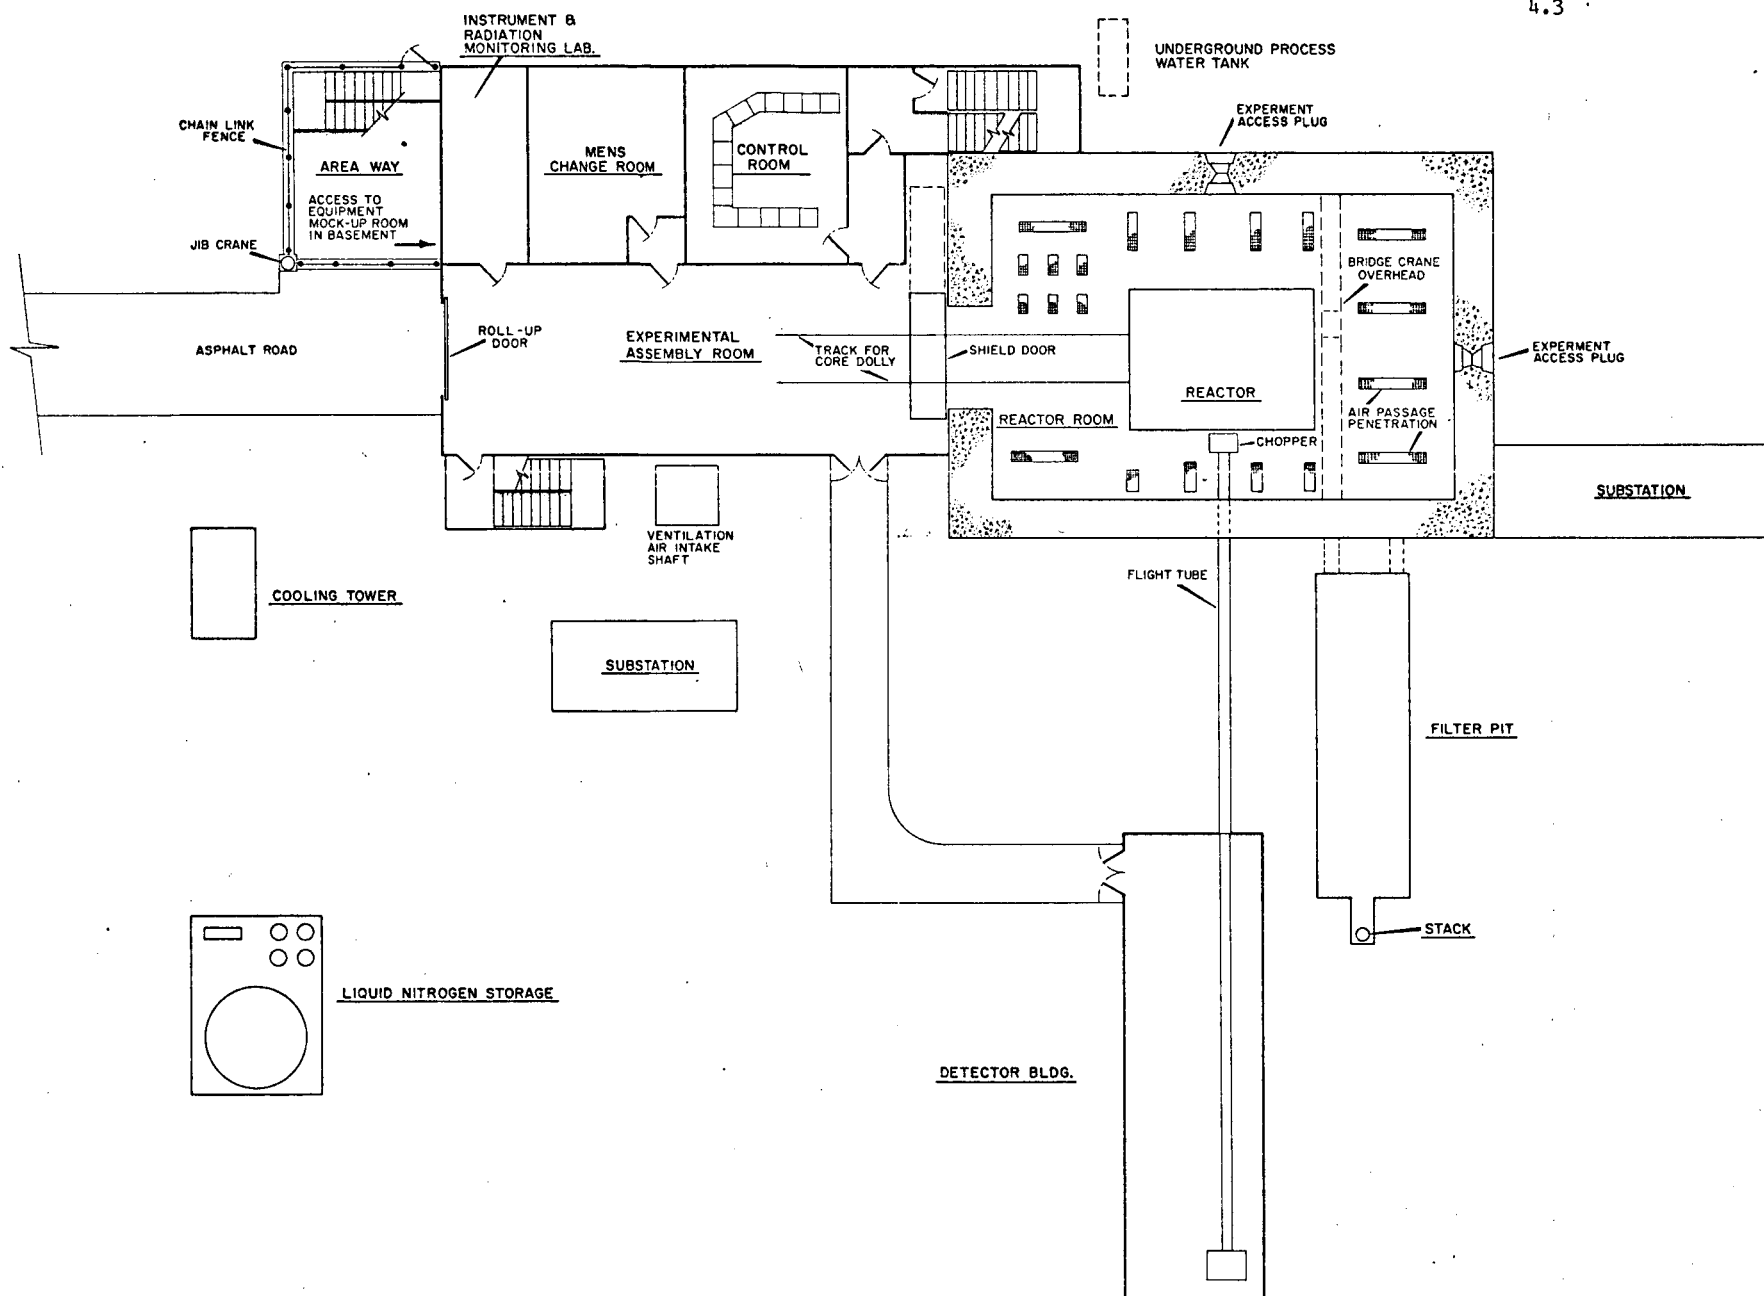 4.3
INSTRUMENT &
RADIATION
MONITORING LAB.
UNDERGROUND PROCESS
WATER TANK
EXPERMENT
ACCESS PLUG
CHAIN LINK
FENCE
AREA WAY
MENS
CHANGE ROOM
CONTROL
ROOM
ACCESS TO
EQUIPMENT
MOCK-UP ROOM
IN BASEMENT
JIB CRANE
BRIDGE CRANE
OVERHEAD
ASPHALT ROAD
ROLL-UP
DOOR
EXPERIMENTAL
ASSEMBLY ROOM
TRACK FOR
CORE DOLLY
SHIELD DOOR
EXPERMENT
ACCESS PLUG
REACTOR
REACTOR ROOM
AIR PASSAGE
PENETRATION
CHOPPER
SUBSTATION
VENTILATION
AIR INTAKE
SHAFT
FLIGHT TUBE
COOLING TOWER
SUBSTATION
FILTER PIT
STACK
LIQUID NITROGEN STORAGE
DETECTOR BLDG.